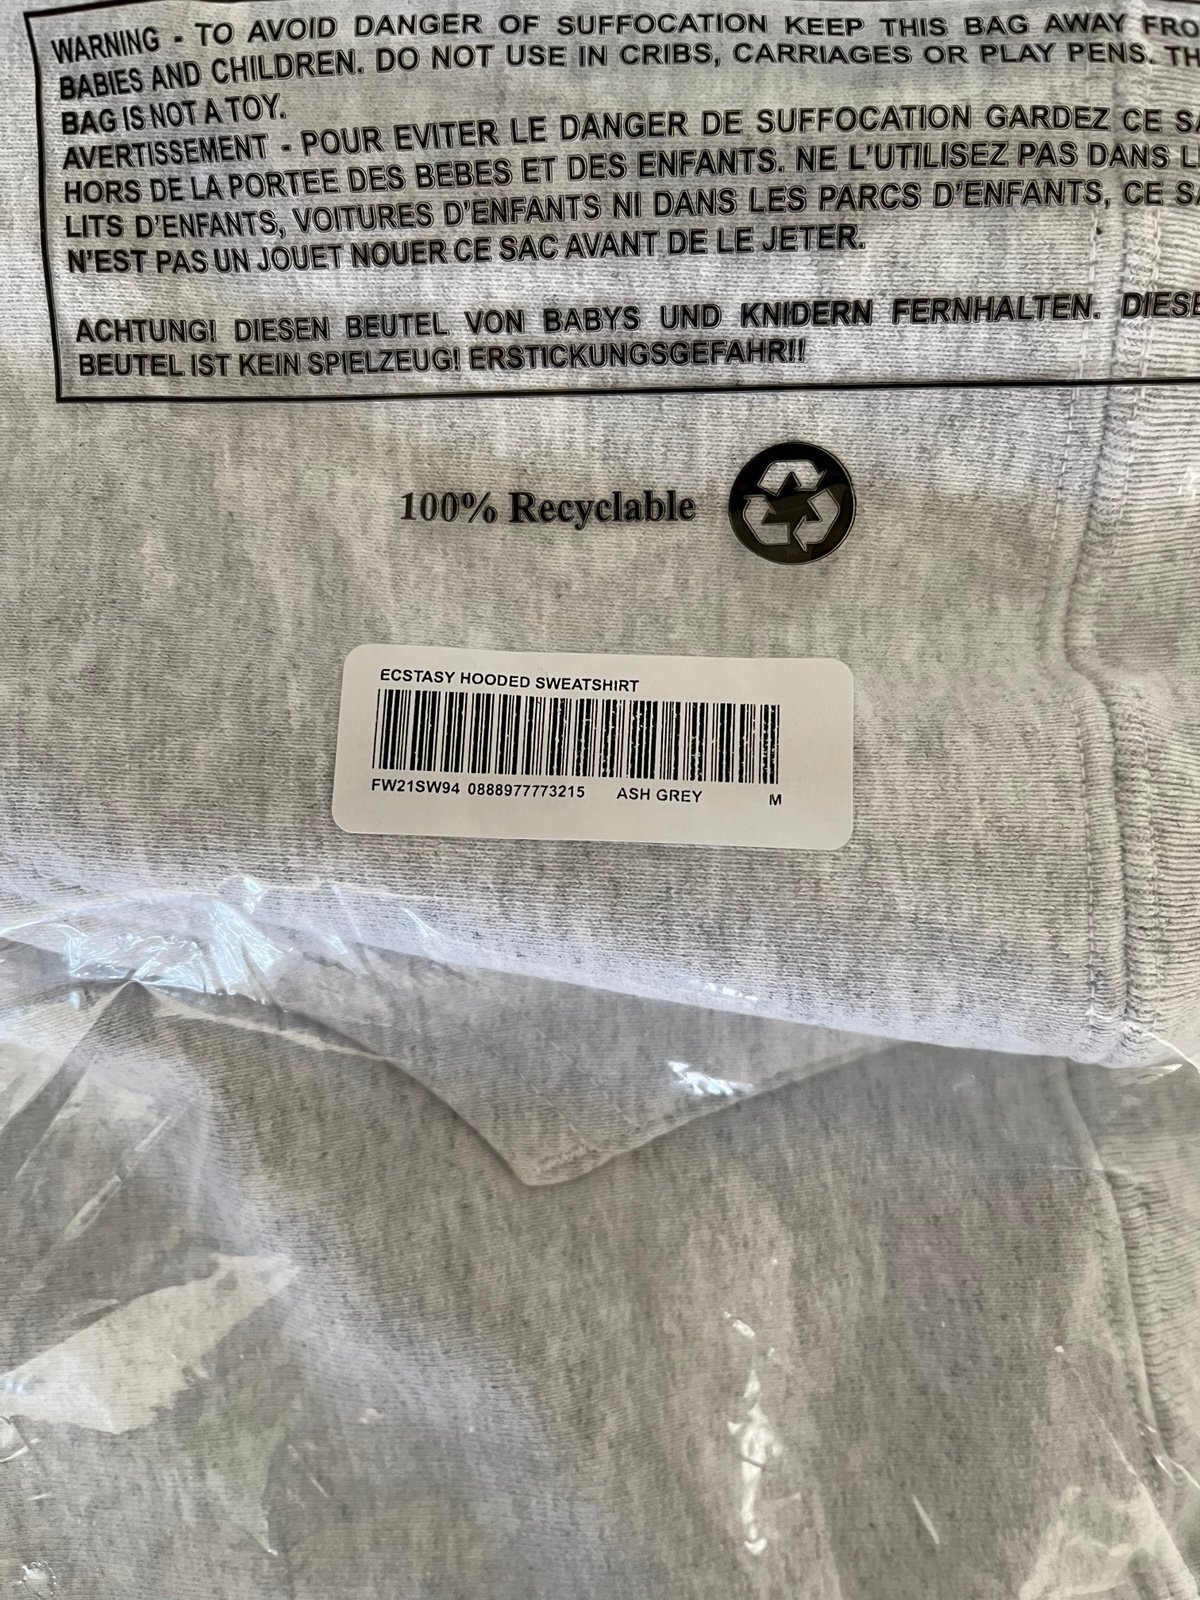 WARNING - TO AVOID DANGER OF SUFFOCATION KEEP THIS BAG AWAY FRO
BABIES AND CHILDREN. DO NOT USE IN CRIBS, CARRIAGES OR PLAY PENS. TH
BAG IS NOT A TOY.
AVERTISSEMENT - POUR EVITER LE DANGER DE SUFFOCATION GARDEZ CE SA
HORS DE LA PORTEE DES BEBES ET DES ENFANTS. NE L'UTILISEZ PAS DANS LE
LITS D'ENFANTS, VOITURES D'ENFANTS NI DANS LES PARCS D'ENFANTS, CE SA
N'EST PAS UN JOUET NOUER CE SAC AVANT DE LE JETER.
ACHTUNG! DIESEN BEUTEL VON BABYS UND KNIDERN FERNHALTEN. DIESE
BEUTEL IST KEIN SPIELZEUG! ERSTICKUNGSGEFAHR!!
100% Recyclable
ECSTASY HOODED SWEATSHIRT
FW21SW94 0888977773215 ASH GREY M